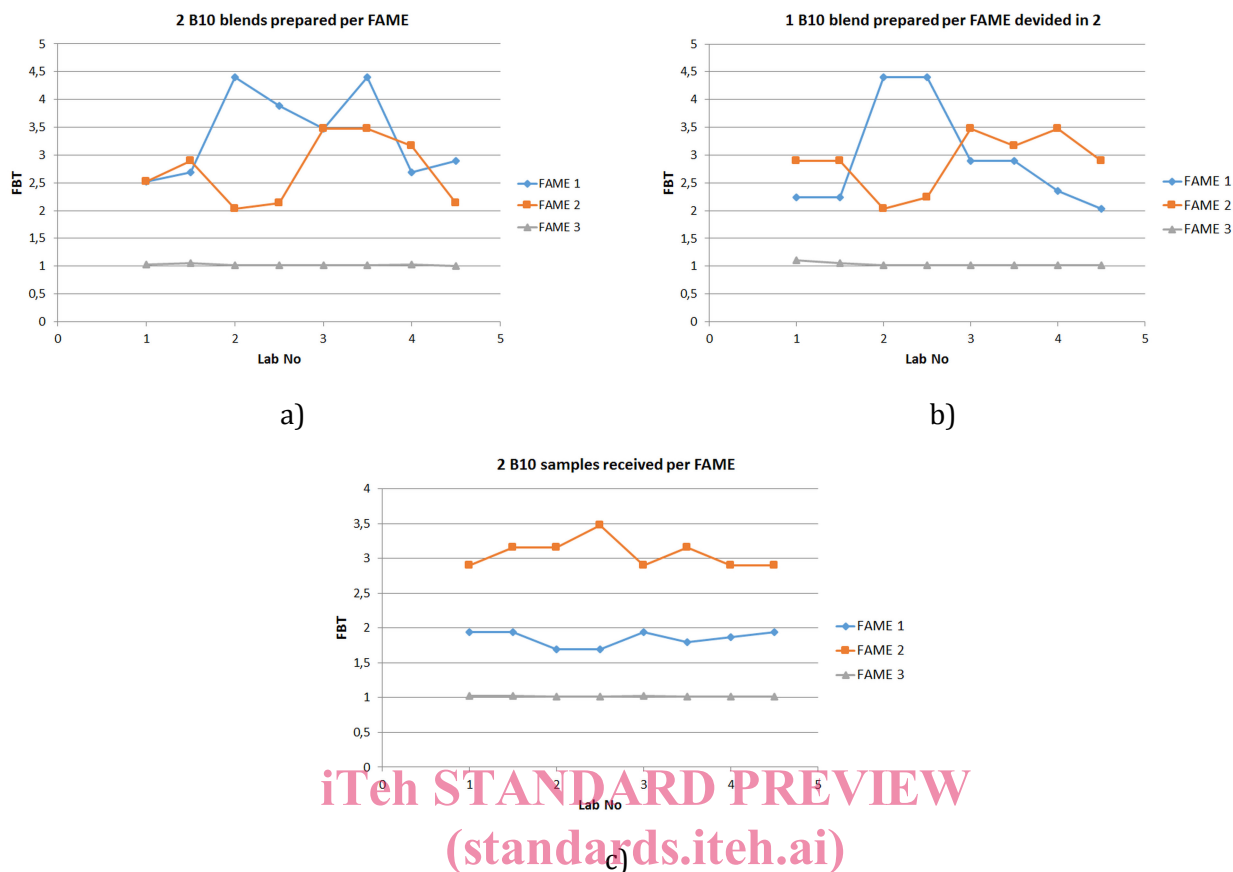 2 B10 blends prepared per FAME
5
4,5
4
3,5
3
2,5
2
1,5
1
0,5
0
FBT
0 1 2 3 4 5
Lab No
FAME 1
FAME 2
FAME 3
a)
1 B10 blend prepared per FAME devided in 2
5
4,5
4
3,5
3
2,5
2
1,5
1
0,5
0
FBT
0 1 2 3 4 5
Lab No
FAME 1
FAME 2
FAME 3
b)
2 B10 samples received per FAME
4
3,5
3
2,5
2
1,5
1
0,5
0
FBT
0 1 2 3 4 5
Lab No
FAME 1
FAME 2
FAME 3
iTeh STANDARD PREVIEW
(standards.iteh.ai)
c)